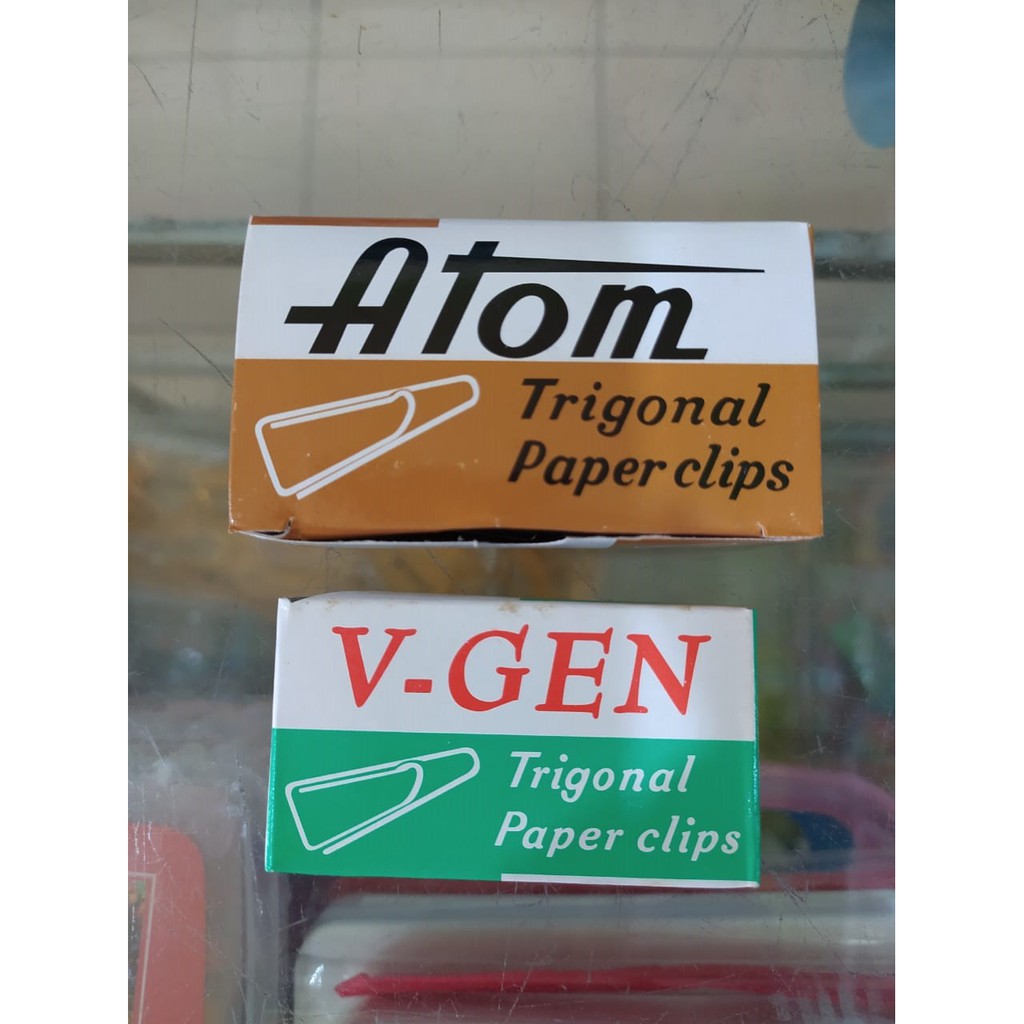 Atom
Trigonal
Paper clips
V-GEN
Trigonal
Paper clips